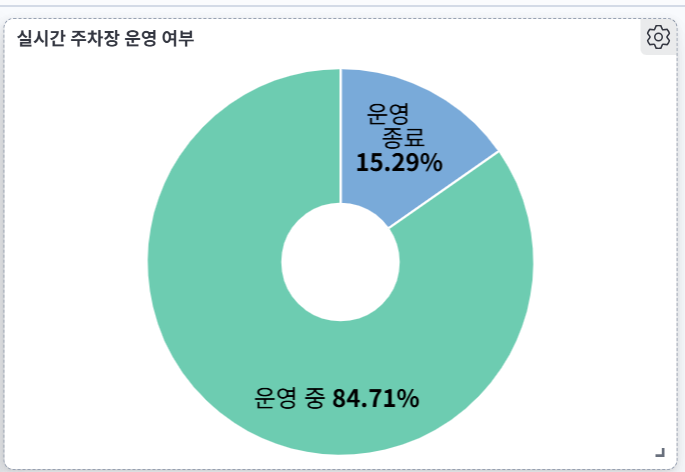 실시간 주차장 운영 여부
운영
종료
15.29%
운영 중 84.71%